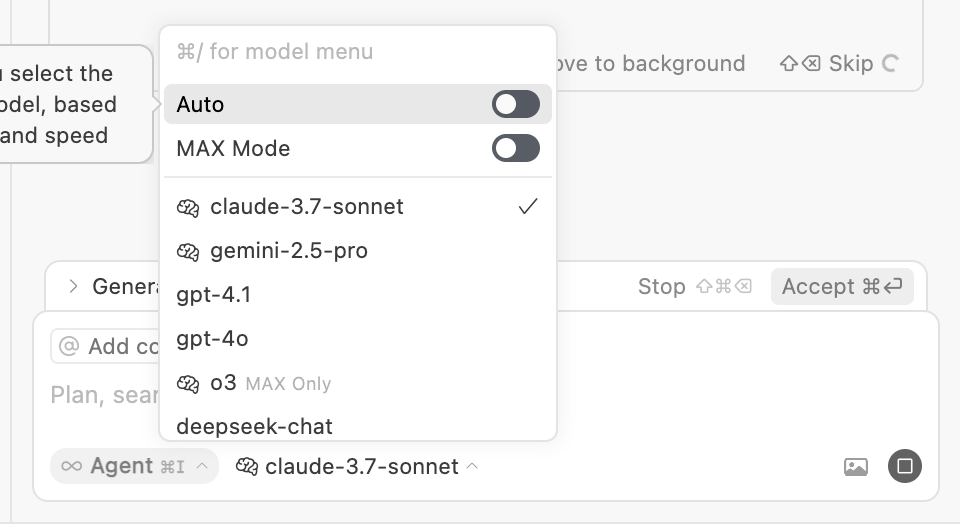 ⌘/ for model menu
select the
odel, based
and speed
ove to background ⇧⌫ Skip
Auto
MAX Mode
claude-3.7-sonnet ✓
gemini-2.5-pro
gpt-4.1
gpt-4o
o3 MAX Only
deepseek-chat
Genera
Stop ⇧⌘⌫ Accept ⌘⏎
@ Add co
Plan, sear
∞ Agent ⌘I
claude-3.7-sonnet